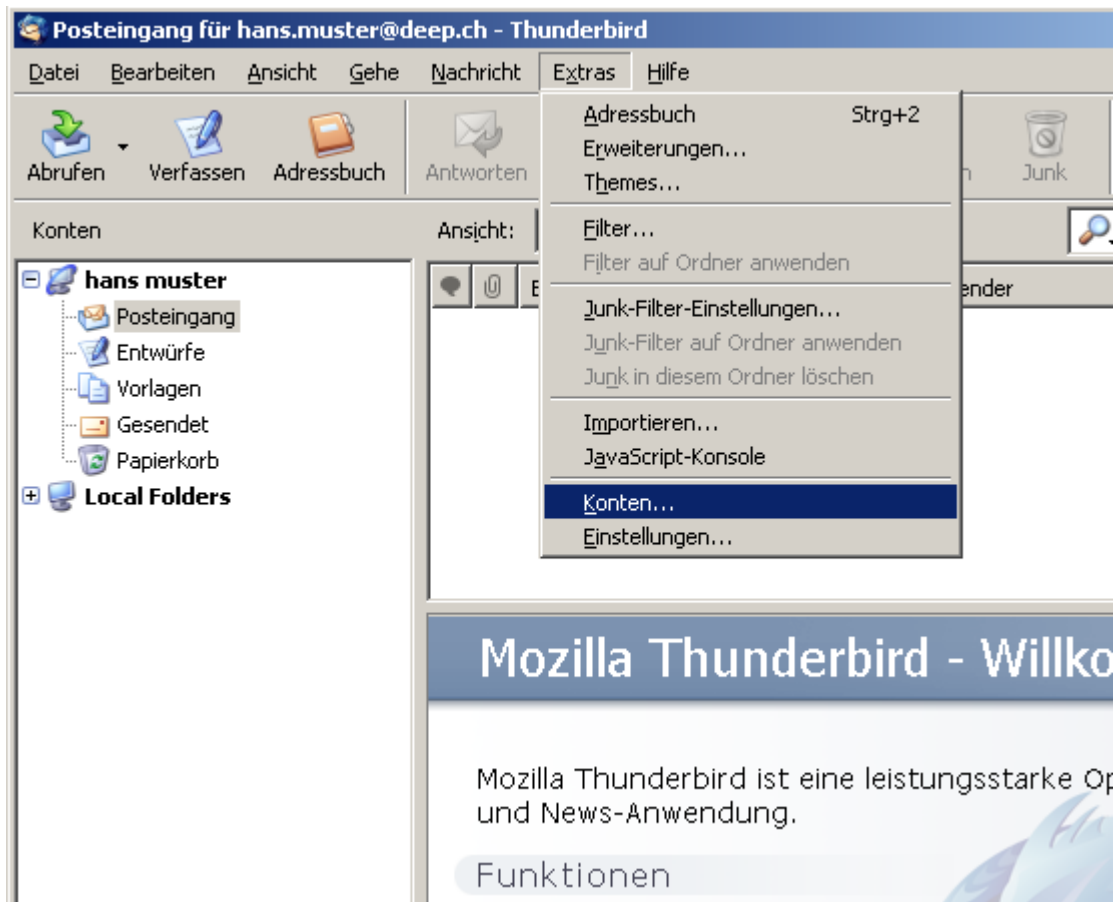 Posteingang für hans.muster@deep.ch - Thunderbird
Datei Bearbeiten Ansicht Gehe Nachricht Extras Hilfe
Abrufen Verfassen Adressbuch Antworten Junk
Adressbuch Strg+2
Erweiterungen...
Themes...
Filter...
Filter auf Ordner anwenden
Junk-Filter-Einstellungen...
Junk-Filter auf Ordner anwenden
Junk in diesem Ordner löschen
Importieren...
JavaScript-Konsole
Konten...
Einstellungen...
Konten
Ansicht:
ender
hans muster
Posteingang
Entwürfe
Vorlagen
Gesendet
Papierkorb
Local Folders
Mozilla Thunderbird - Willko
Mozilla Thunderbird ist eine leistungsstarke Op
und News-Anwendung.
Funktionen